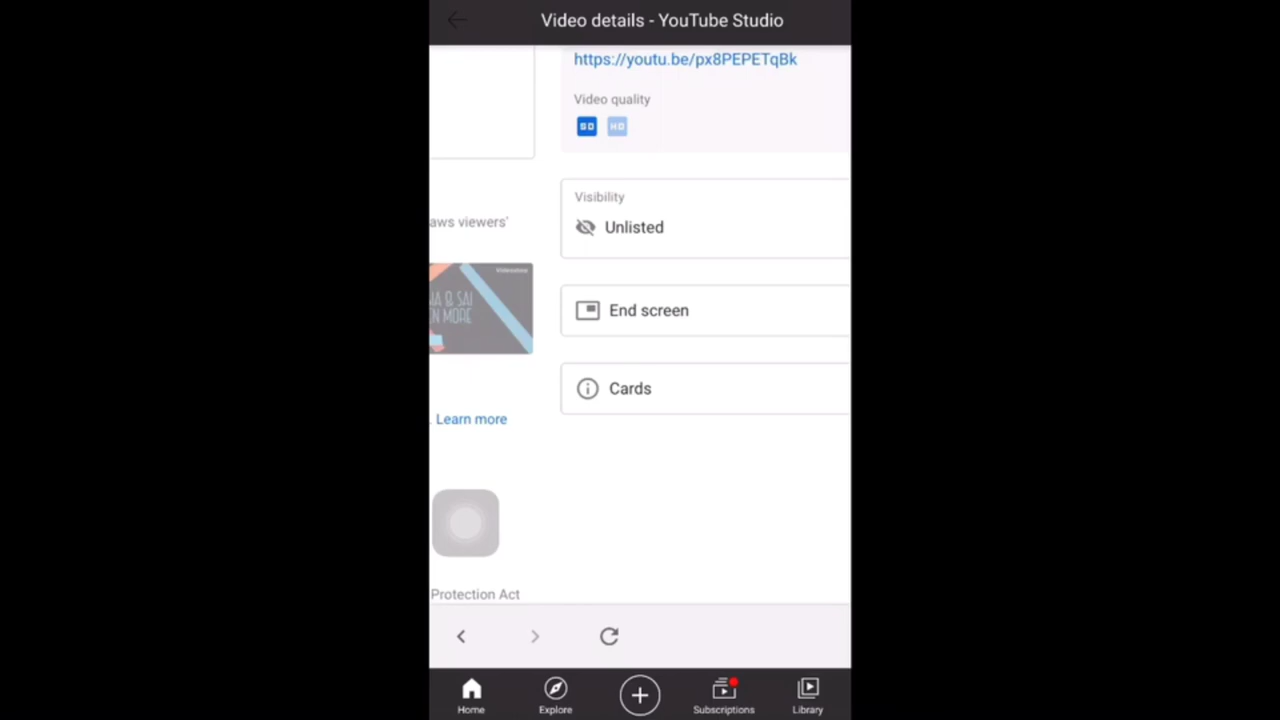 Video details - YouTube Studio
https://youtu.be/px8PEPETqBk
Video quality
SD HD
Visibility
Unlisted
aws viewers'
End screen
Cards
. Learn more
Protection Act
Home
Explore
Subscriptions
Library